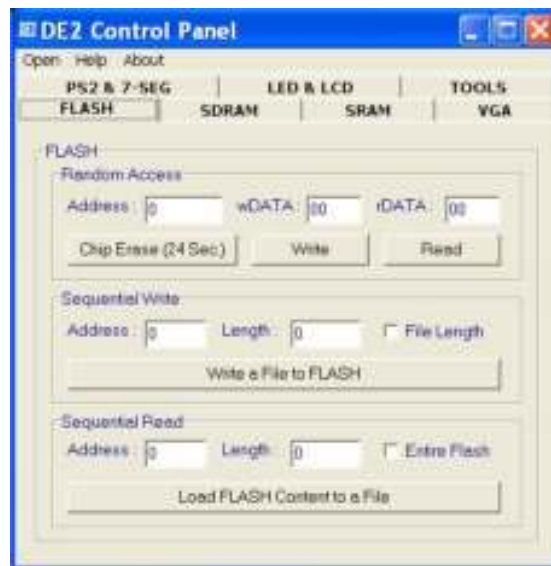 DE2 Control Panel
Open Help About
PS2 & 7-SEG LED & LCD TOOLS
FLASH SDRAM SRAM VGA
FLASH
Random Access
Address : 0 wDATA : 00 rDATA : 00
Chip Erase (24 Sec.) Write Read
Sequential Write
Address : 0 Length : 0 File Length
Write a File to FLASH
Sequential Read
Address : 0 Length : 0 Entire Flash
Load FLASH Content to a File